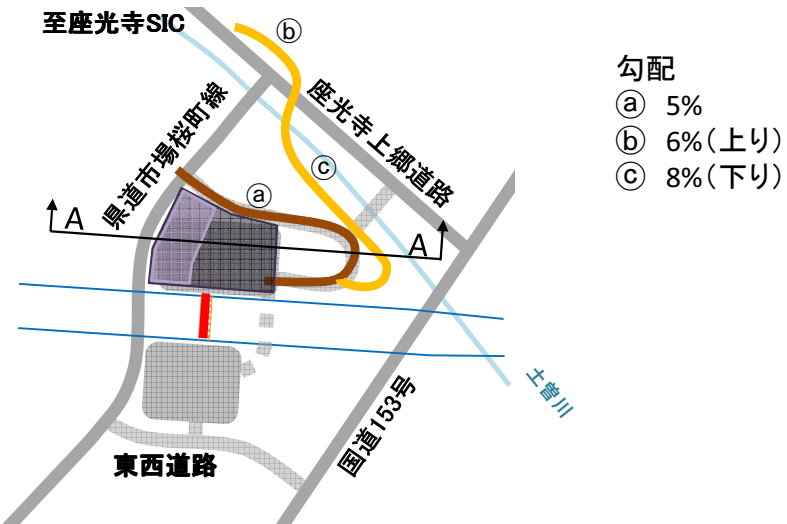 至座光寺SIC
ⓑ
勾配
ⓐ 5%
ⓑ 6%(上り)
ⓒ 8%(下り)
県道市場桜町線
座光寺上郷道路
ⓒ
ⓐ
A
A
土曽川
国道153号
東西道路